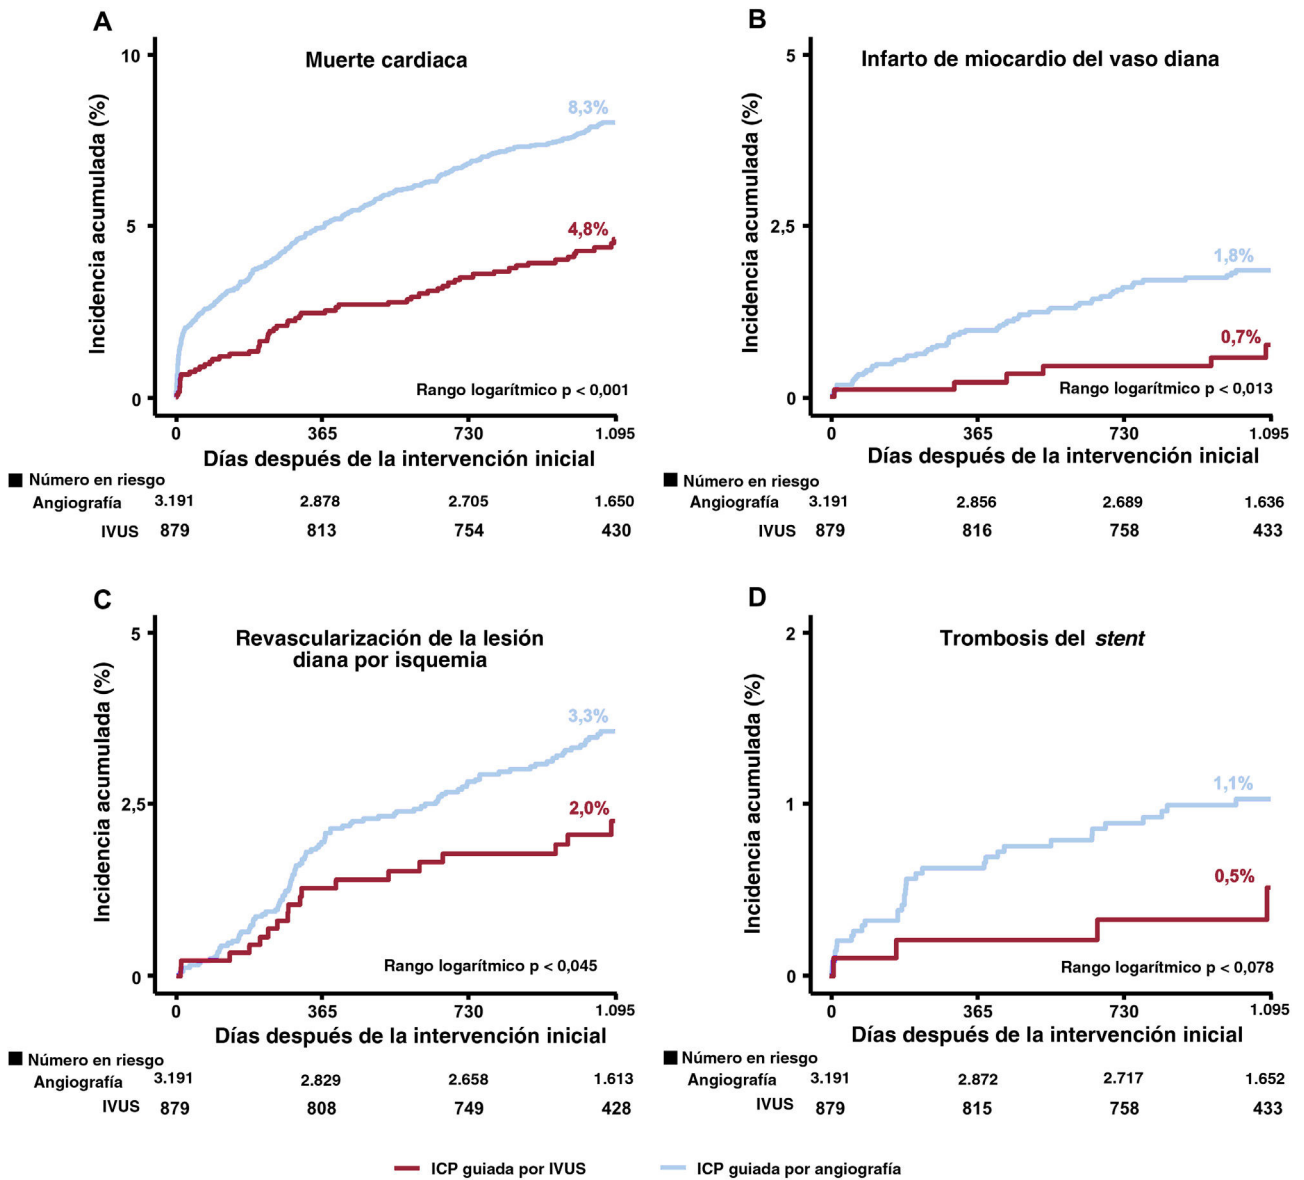 A
Muerte cardiaca
10
5
0
Incidencia acumulada (%)
8,3%
4,8%
Rango logarítmico p < 0,001
0 365 730 1.095
Días después de la intervención inicial
Número en riesgo
Angiografía 3.191 2.878 2.705 1.650
IVUS 879 813 754 430
B
Infarto de miocardio del vaso diana
5
2,5
0
Incidencia acumulada (%)
1,8%
0,7%
Rango logarítmico p < 0,013
0 365 730 1.095
Días después de la intervención inicial
Número en riesgo
Angiografía 3.191 2.856 2.689 1.636
IVUS 879 816 758 433
C
Revascularización de la lesión
diana por isquemia
5
2,5
0
Incidencia acumulada (%)
3,3%
2,0%
Rango logarítmico p < 0,045
0 365 730 1.095
Días después de la intervención inicial
Número en riesgo
Angiografía 3.191 2.829 2.658 1.613
IVUS 879 808 749 428
D
Trombosis del stent
2
1
0
Incidencia acumulada (%)
1,1%
0,5%
Rango logarítmico p < 0,078
0 365 730 1.095
Días después de la intervención inicial
Número en riesgo
Angiografía 3.191 2.872 2.717 1.652
IVUS 879 815 758 433
ICP guiada por IVUS ICP guiada por angiografía